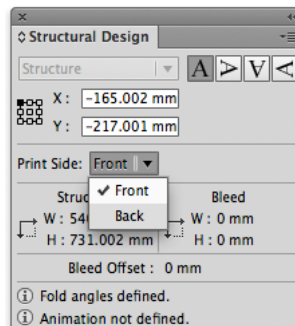 Structural Design
Structure
A A A A
X: -165.002 mm
Y: -217.001 mm
Print Side: Front
Front
Back
Bleed
W: 0 mm
H: 731.002 mm H: 0 mm
Bleed Offset: 0 mm
Fold angles defined.
Animation not defined.